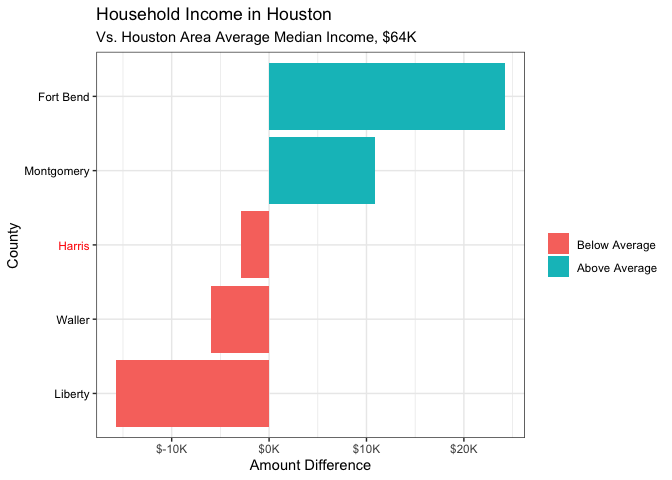 Household Income in Houston
Vs. Houston Area Average Median Income, $64K
County
Fort Bend
Montgomery
Harris
Waller
Liberty
$-10K $0K $10K $20K
Amount Difference
Below Average
Above Average